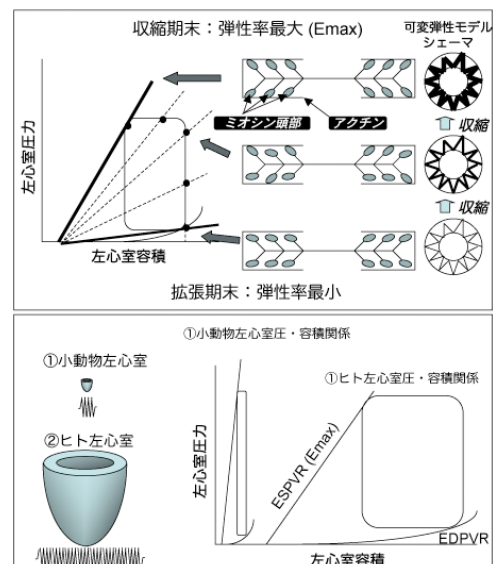 収縮期末：弾性率最大 (Emax)
可変弾性モデル
シェーマ
ミオシン頭部
アクチン
収縮
収縮
左心室圧力
左心室容積
拡張期末：弾性率最小
①小動物左心室圧・容積関係
①小動物左心室
①ヒト左心室圧・容積関係
②ヒト左心室
左心室圧力
ESPVR (Emax)
EDPVR
左心室容積